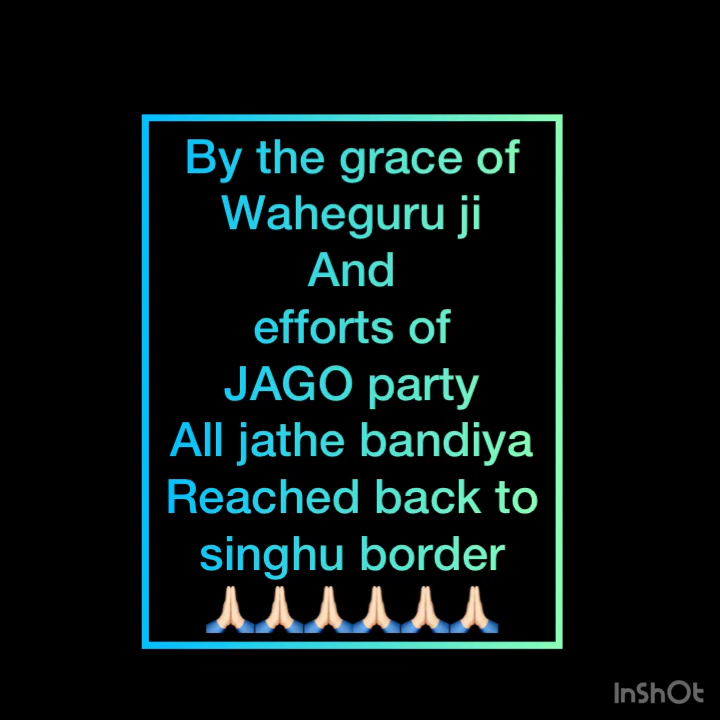 By the grace of
Waheguru ji
And
efforts of
JAGO party
All jathe bandiya
Reached back to
singhu border
🙏🏻🙏🏻🙏🏻🙏🏻🙏🏻🙏🏻
InShOt